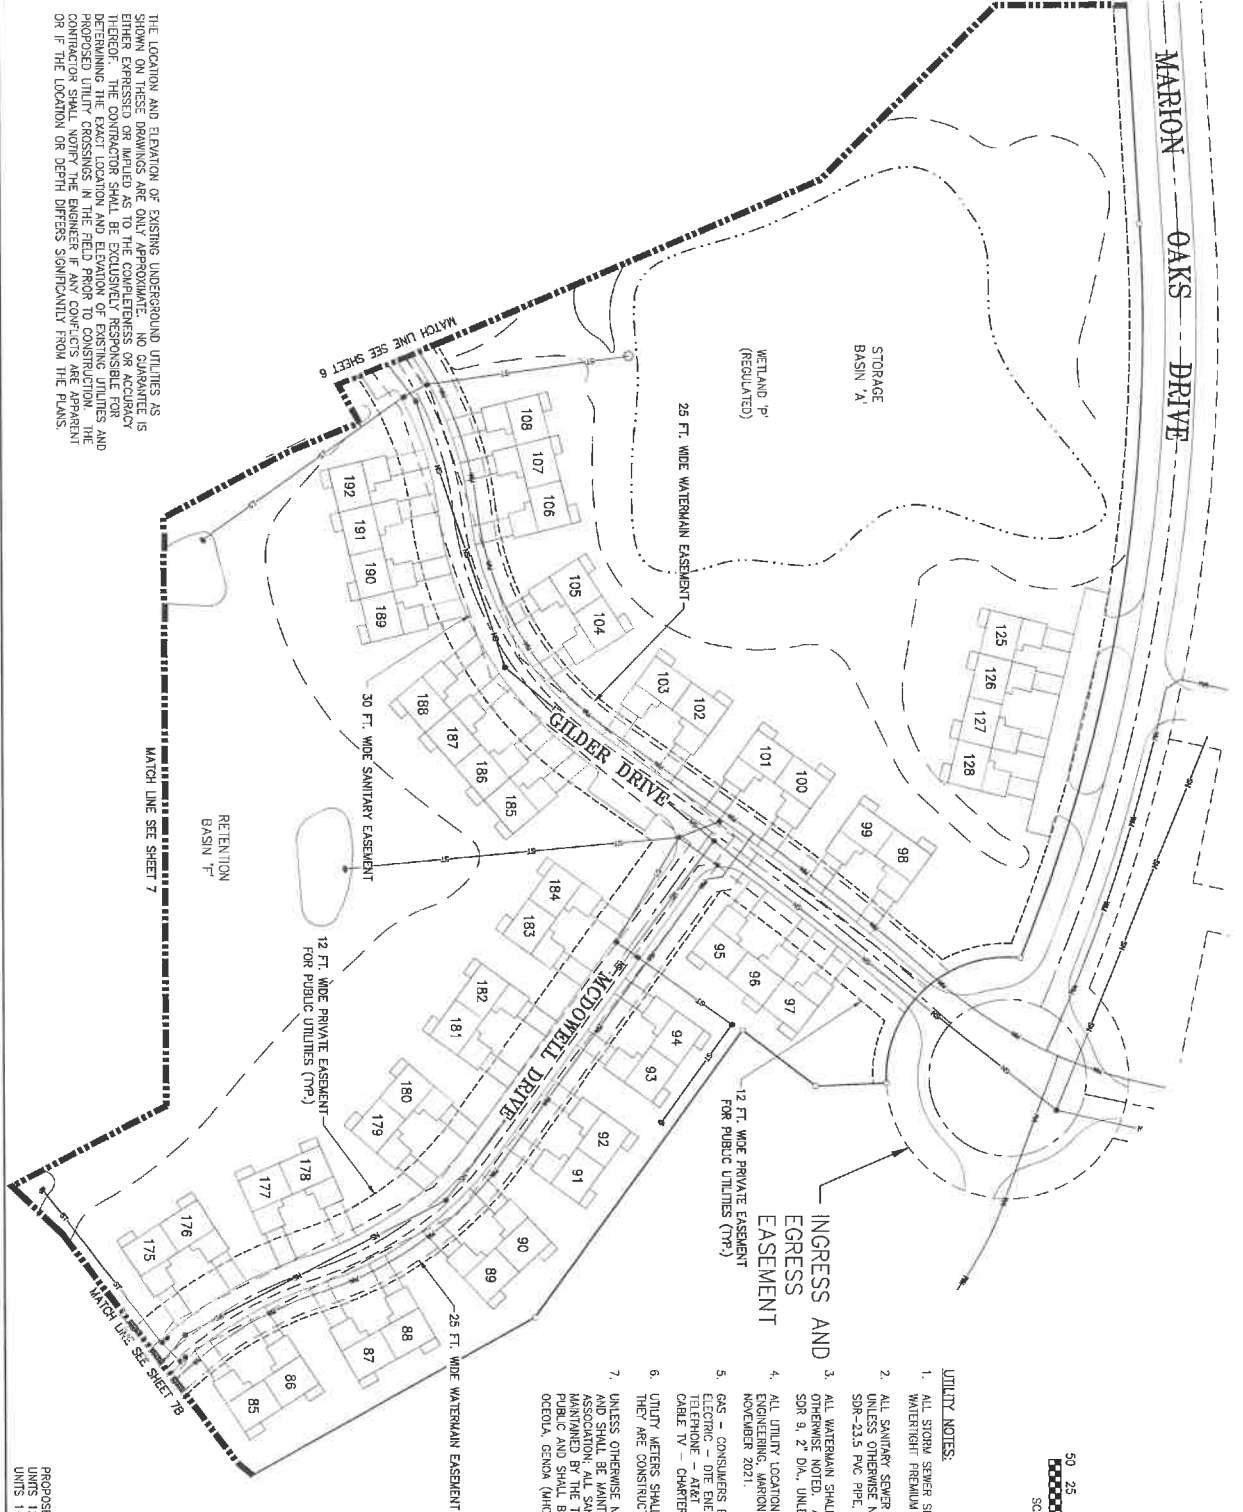 MARION OAKS DRIVE
STORAGE
BASIN 'A'
WETLAND 'P'
(REGULATED)
25 FT. WIDE WATERMAIN EASEMENT
125
126
127
128
108
107
106
105
104
103
102
101
100
99
98
192
191
190
189
188
187
186
185
GILDER DRIVE
30 FT. WIDE SANITARY EASEMENT
MATCH LINE SEE SHEET 6
MATCH LINE SEE SHEET 7
RETENTION
BASIN 'F'
95
96
97
184
183
182
181
180
179
178
177
176
175
94
93
92
91
90
89
88
87
86
85
MCDOWELL DRIVE
12 FT. WIDE PRIVATE EASEMENT
FOR PUBLIC UTILITIES (TYP.)
12 FT. WIDE PRIVATE EASEMENT
FOR PUBLIC UTILITIES (TYP.)
INGRESS AND
EGRESS
EASEMENT
25 FT. WIDE WATERMAIN EASEMENT
MATCH LINE SEE SHEET 7B
THE LOCATION AND ELEVATION OF EXISTING UNDERGROUND UTILITIES AS
SHOWN ON THESE DRAWINGS ARE ONLY APPROXIMATE. NO GUARANTEE IS
EITHER EXPRESSED OR IMPLIED AS TO THE COMPLETENESS OR ACCURACY
THEREOF. THE CONTRACTOR SHALL BE EXCLUSIVELY RESPONSIBLE FOR
DETERMINING THE EXACT LOCATION AND ELEVATION OF EXISTING UTILITIES AND
PROPOSED UTILITY CROSSINGS IN THE FIELD PRIOR TO CONSTRUCTION. THE
CONTRACTOR SHALL NOTIFY THE ENGINEER IF ANY CONFLICTS ARE APPARENT
OR IF THE LOCATION OR DEPTH DIFFERS SIGNIFICANTLY FROM THE PLANS.
50 25
UTILITY NOTES:
1. ALL STORM SEWER
WATERTIGHT PREMIUM
2. ALL SANITARY SEWER
UNLESS OTHERWISE
SDR-23.5 PVC PIPE,
3. ALL WATERMAIN SHALL
OTHERWISE NOTED.
SDR 9, 2" DIA.,
4. ALL UTILITY LOCATION
ENGINEERING, MARION
NOVEMBER 2021.
5. GAS - CONSUMERS
ELECTRIC - DTE
TELEPHONE - AT&T
CABLE TV - CHARTER
6. UTILITY METERS SHALL
THEY ARE
7. UNLESS OTHERWISE
AND SHALL BE
ASSOCIATION; ALL
MAINTAINED BY THE
PUBLIC AND SHALL
OCEOLA, GENOA
UNITS
UNITS